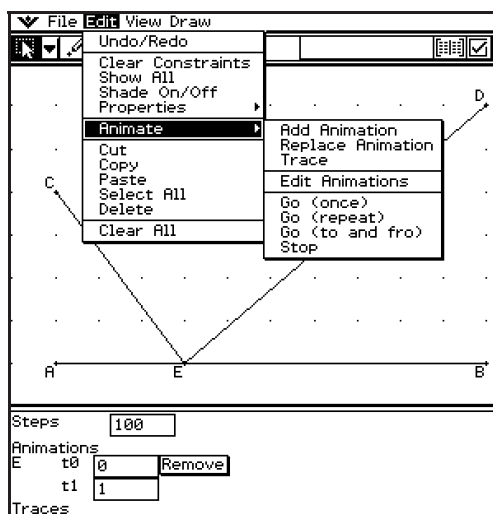 File Edit View Draw
Undo/Redo
Clear Constraints
Show All
Shade On/Off
Properties
Animate
Cut
Copy
Paste
Select All
Delete
Clear All
Add Animation
Replace Animation
Trace
Edit Animations
Go (once)
Go (repeat)
Go (to and fro)
Stop
D
C
A E B
Steps 100
Animations
E t0 0 Remove
t1 1
Traces